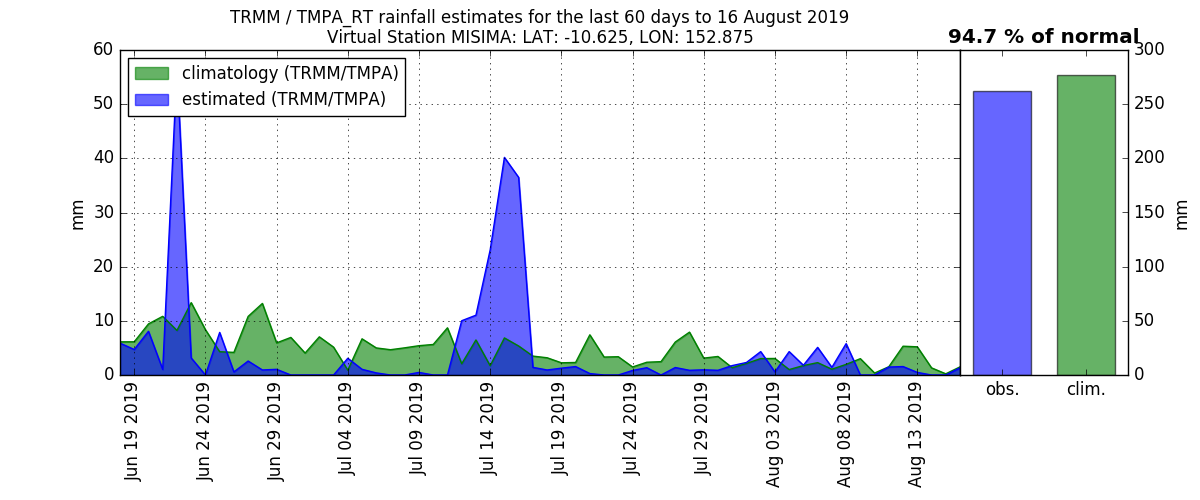 TRMM / TMPA_RT rainfall estimates for the last 60 days to 16 August 2019
Virtual Station MISIMA: LAT: -10.625, LON: 152.875
94.7 % of normal
climatology (TRMM/TMPA)
estimated (TRMM/TMPA)
60
50
40
30
20
10
0
mm
300
250
200
150
100
50
0
mm
Jun 19 2019
Jun 24 2019
Jun 29 2019
Jul 04 2019
Jul 09 2019
Jul 14 2019
Jul 19 2019
Jul 24 2019
Jul 29 2019
Aug 03 2019
Aug 08 2019
Aug 13 2019
obs.
clim.